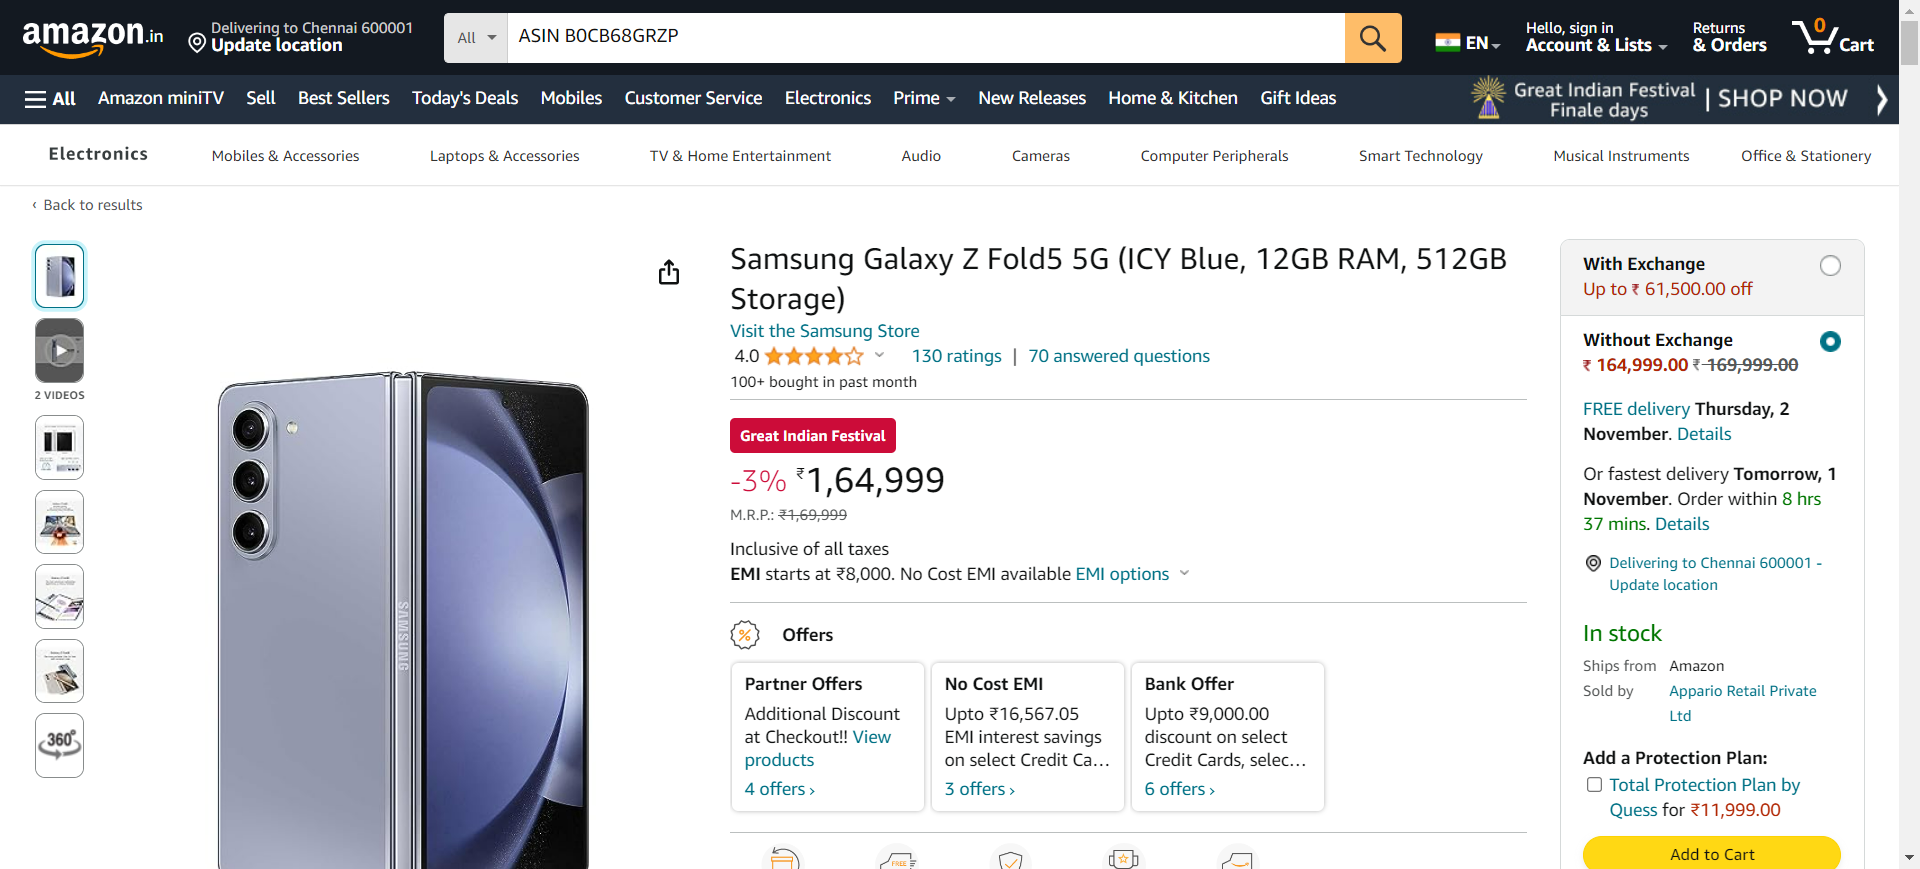 amazon.in
Delivering to Chennai 600001
Update location
All
ASIN B0CB68GRZP
EN
Hello, sign in
Account & Lists
Returns
& Orders
0
Cart
All
Amazon miniTV
Sell
Best Sellers
Today's Deals
Mobiles
Customer Service
Electronics
Prime
New Releases
Home & Kitchen
Gift Ideas
Great Indian Festival
Finale days
| SHOP NOW
Electronics
Mobiles & Accessories
Laptops & Accessories
TV & Home Entertainment
Audio
Cameras
Computer Peripherals
Smart Technology
Musical Instruments
Office & Stationery
‹ Back to results
2 VIDEOS
360°
SAMSUNG
Samsung Galaxy Z Fold5 5G (ICY Blue, 12GB RAM, 512GB
Storage)
Visit the Samsung Store
4.0
130 ratings | 70 answered questions
100+ bought in past month
Great Indian Festival
-3% ₹1,64,999
M.R.P.: ₹1,69,999
Inclusive of all taxes
EMI starts at ₹8,000. No Cost EMI available EMI options
Offers
Partner Offers
Additional Discount
at Checkout!! View
products
4 offers ›
No Cost EMI
Upto ₹16,567.05
EMI interest savings
on select Credit Ca…
3 offers ›
Bank Offer
Upto ₹9,000.00
discount on select
Credit Cards, selec…
6 offers ›
FREE
With Exchange
Up to ₹ 61,500.00 off
Without Exchange
₹ 164,999.00 ₹ 169,999.00
FREE delivery Thursday, 2
November. Details
Or fastest delivery Tomorrow, 1
November. Order within 8 hrs
37 mins. Details
Delivering to Chennai 600001 -
Update location
In stock
Ships from Amazon
Sold by Appario Retail Private
Ltd
Add a Protection Plan:
Total Protection Plan by
Quess for ₹11,999.00
Add to Cart